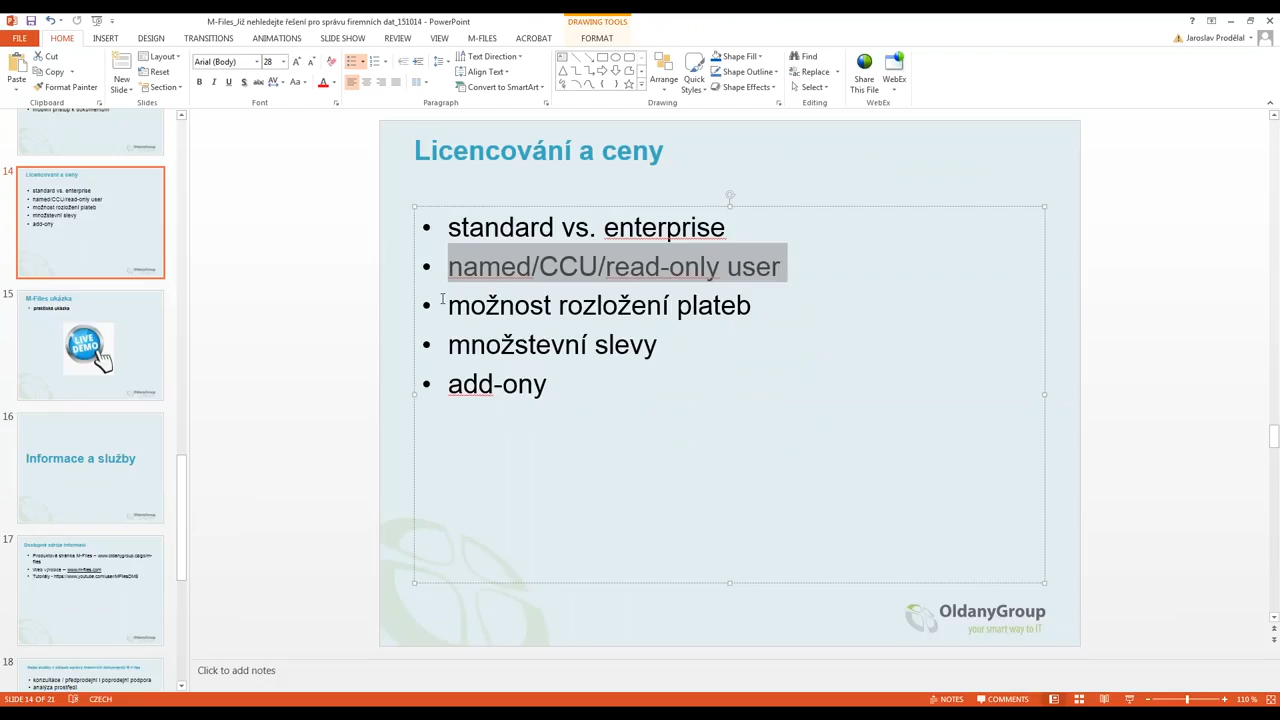 M-Files_Již nehledejte řešení pro správu firemních dat_151014 - PowerPoint
DRAWING TOOLS
FILE HOME INSERT DESIGN TRANSITIONS ANIMATIONS SLIDE SHOW REVIEW VIEW M-FILES ACROBAT FORMAT
Jaroslav Prodělal
Paste
Cut
Copy
Format Painter
Clipboard
New Slide
Layout
Reset
Section
Slides
Arial (Body) 28
Font
Text Direction
Align Text
Convert to SmartArt
Paragraph
Arrange
Quick Styles
Shape Fill
Shape Outline
Shape Effects
Drawing
Find
Replace
Select
Editing
Share This File
WebEx
WebEx
OldanyGroup
14
Licencování a ceny
• standard vs. enterprise
• named/CCU/read-only user
• možnost rozložení plateb
• množstevní slevy
• add-ony
OldanyGroup
15
M-Files ukázka
• praktická ukázka
LIVE DEMO
OldanyGroup
16
Informace a služby
OldanyGroup
17
Dostupné zdroje informací
• Produktová stránka M-Files – www.oldanygroup.cz/go/m-files
• Web výrobce – www.m-files.com
• Tutoriály - https://www.youtube.com/user/MFilesDMS
OldanyGroup
18
• konzultace / předprodejní i poprodejní podpora
• analýza prostředí
Licencování a ceny
• standard vs. enterprise
• named/CCU/read-only user
• možnost rozložení plateb
• množstevní slevy
• add-ony
OldanyGroup
your smart way to IT
Click to add notes
SLIDE 14 OF 21 CZECH NOTES COMMENTS 110 %